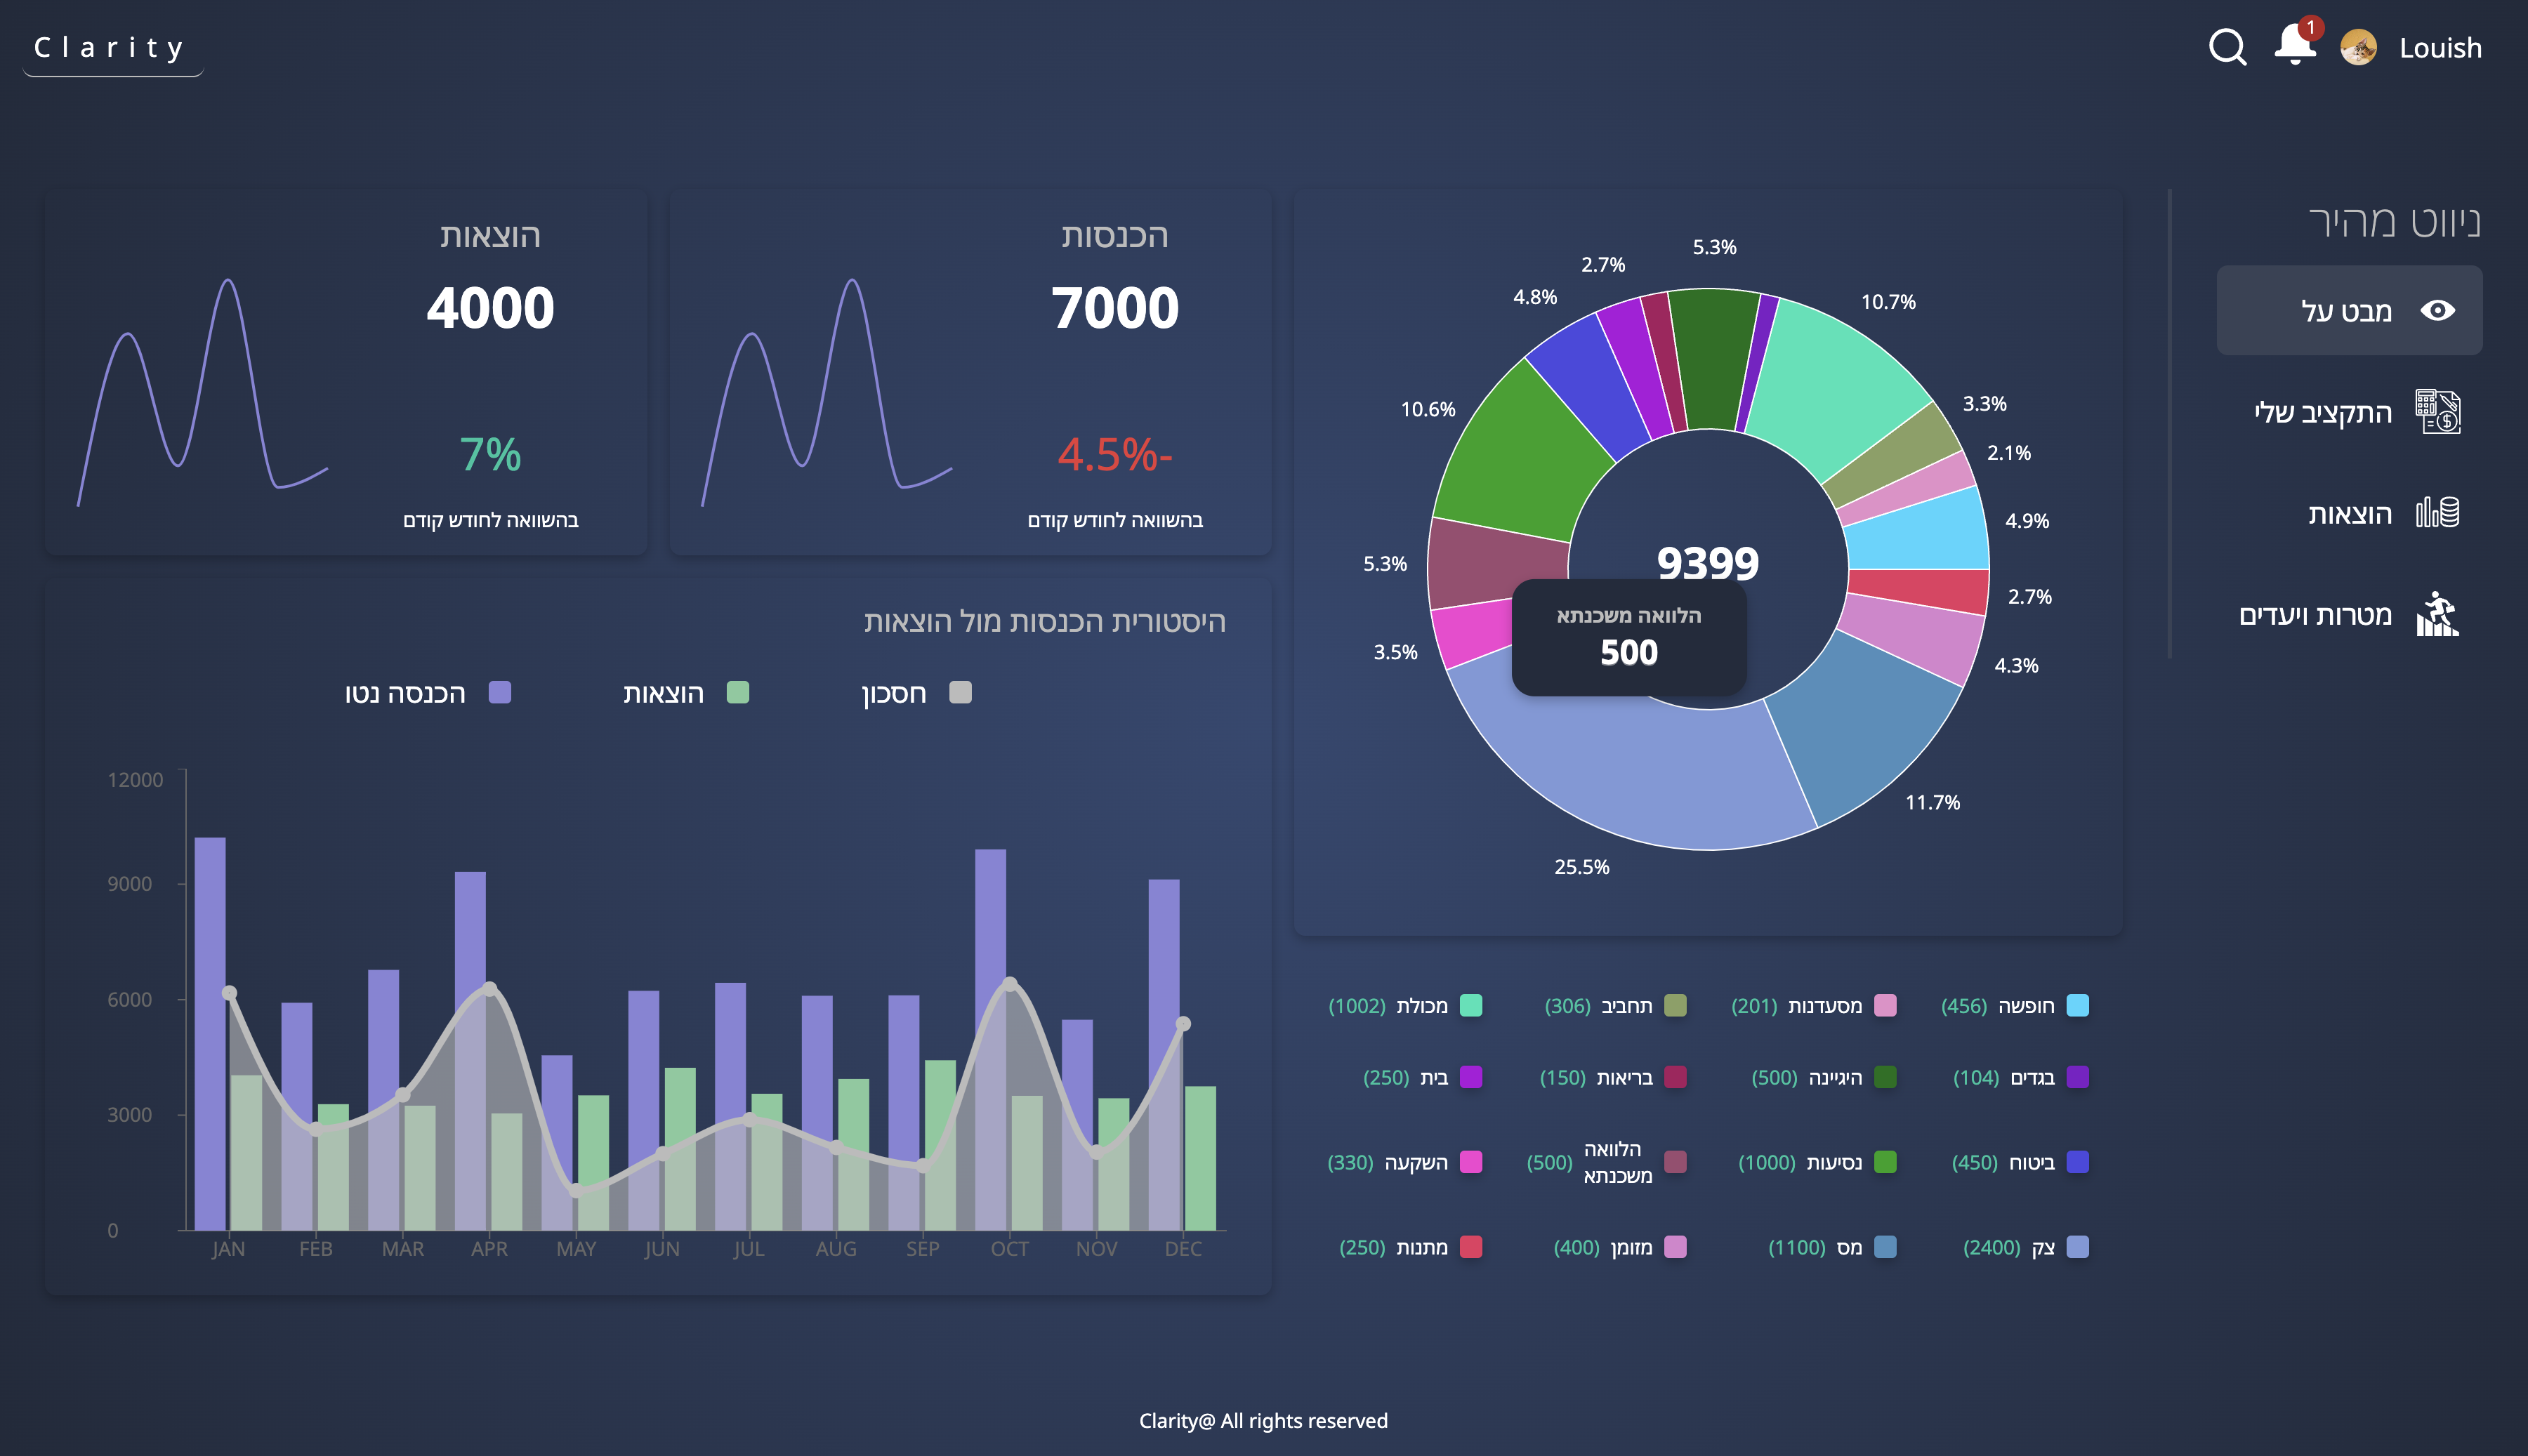 Clarity
1
Louish
ניווט מהיר
מבט על
התקציב שלי
הוצאות
מטרות ויעדים
5.3%
10.7%
3.3%
2.1%
4.9%
2.7%
4.3%
11.7%
25.5%
3.5%
5.3%
10.6%
4.8%
2.7%
9399
הלוואה משכנתא
500
חופשה (456)
מסעדנות (201)
תחביב (306)
מכולת (1002)
בגדים (104)
היגיינה (500)
בריאות (150)
בית (250)
ביטוח (450)
נסיעות (1000)
הלוואה
משכנתא (500)
השקעה (330)
צק (2400)
מס (1100)
מזומן (400)
מתנות (250)
הכנסות
7000
4.5%-
בהשוואה לחודש קודם
הוצאות
4000
7%
בהשוואה לחודש קודם
היסטורית הכנסות מול הוצאות
חסכון
הוצאות
הכנסה נטו
12000
9000
6000
3000
0
JAN FEB MAR APR MAY JUN JUL AUG SEP OCT NOV DEC
Clarity@ All rights reserved